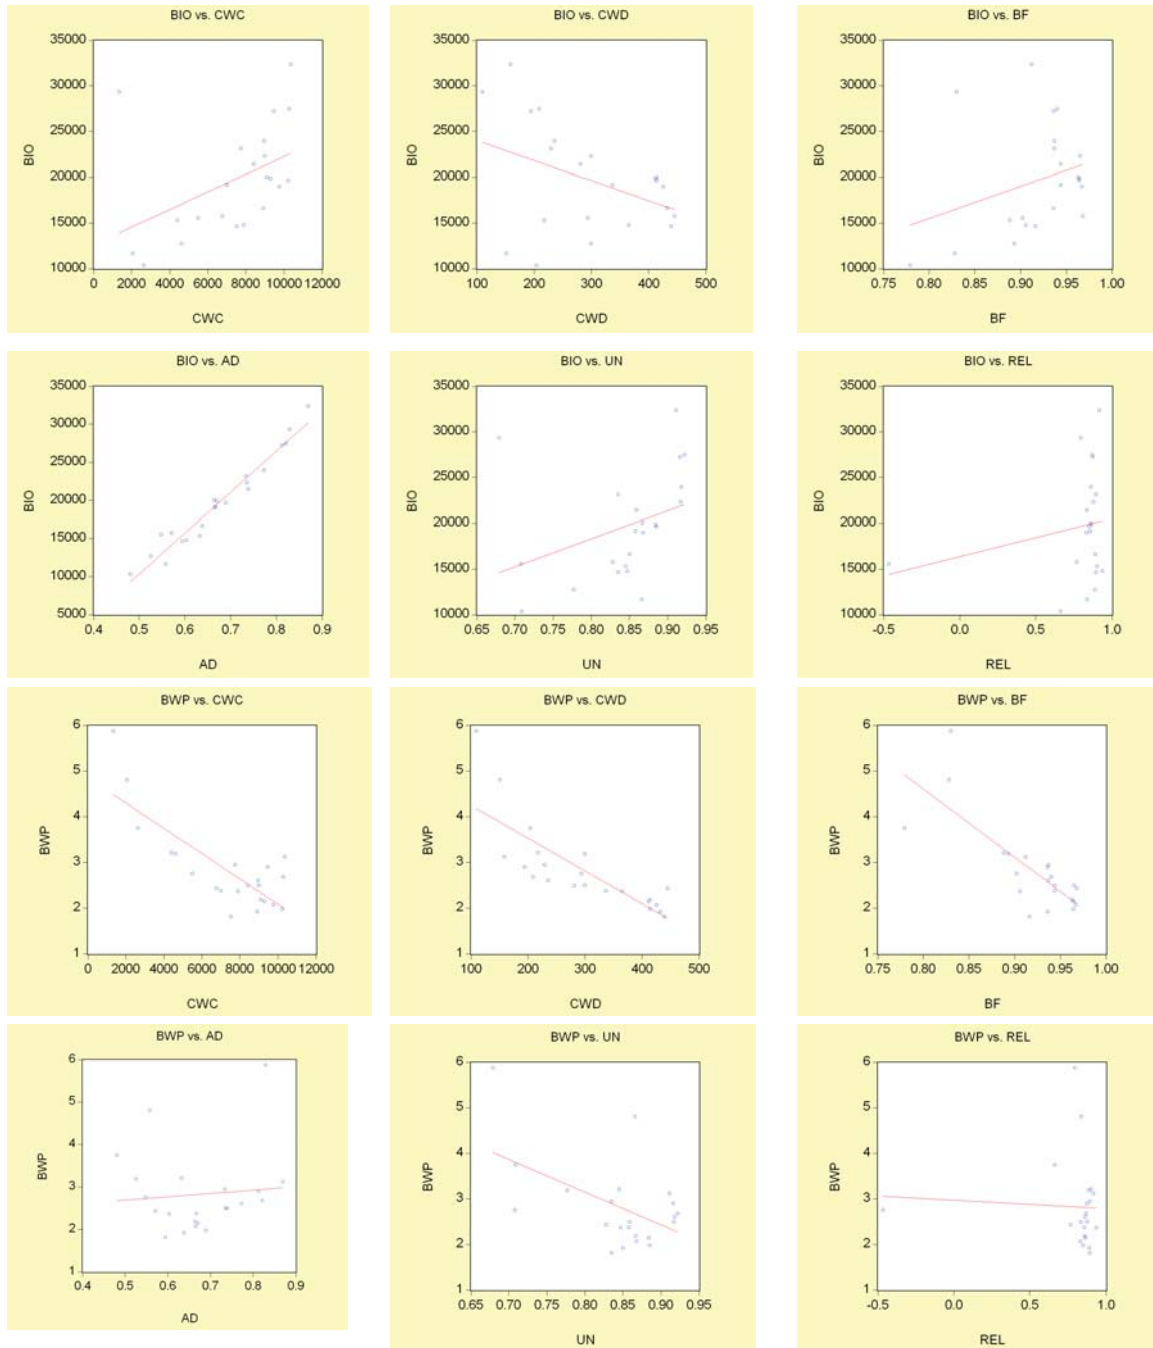 BIO vs. CWC
35000
30000
25000
20000
15000
10000
BIO
0 2000 4000 6000 8000 10000 12000
CWC
BIO vs. CWD
35000
30000
25000
20000
15000
10000
BIO
100 200 300 400 500
CWD
BIO vs. BF
35000
30000
25000
20000
15000
10000
BIO
0.75 0.80 0.85 0.90 0.95 1.00
BF
BIO vs. AD
35000
30000
25000
20000
15000
10000
5000
BIO
0.4 0.5 0.6 0.7 0.8 0.9
AD
BIO vs. UN
35000
30000
25000
20000
15000
10000
BIO
0.65 0.70 0.75 0.80 0.85 0.90 0.95
UN
BIO vs. REL
35000
30000
25000
20000
15000
10000
BIO
-0.5 0.0 0.5 1.0
REL
BWP vs. CWC
6
5
4
3
2
1
BWP
0 2000 4000 6000 8000 10000 12000
CWC
BWP vs. CWD
6
5
4
3
2
1
BWP
100 200 300 400 500
CWD
BWP vs. BF
6
5
4
3
2
1
BWP
0.75 0.80 0.85 0.90 0.95 1.00
BF
BWP vs. AD
6
5
4
3
2
1
BWP
0.4 0.5 0.6 0.7 0.8 0.9
AD
BWP vs. UN
6
5
4
3
2
1
BWP
0.65 0.70 0.75 0.80 0.85 0.90 0.95
UN
BWP vs. REL
6
5
4
3
2
1
BWP
-0.5 0.0 0.5 1.0
REL